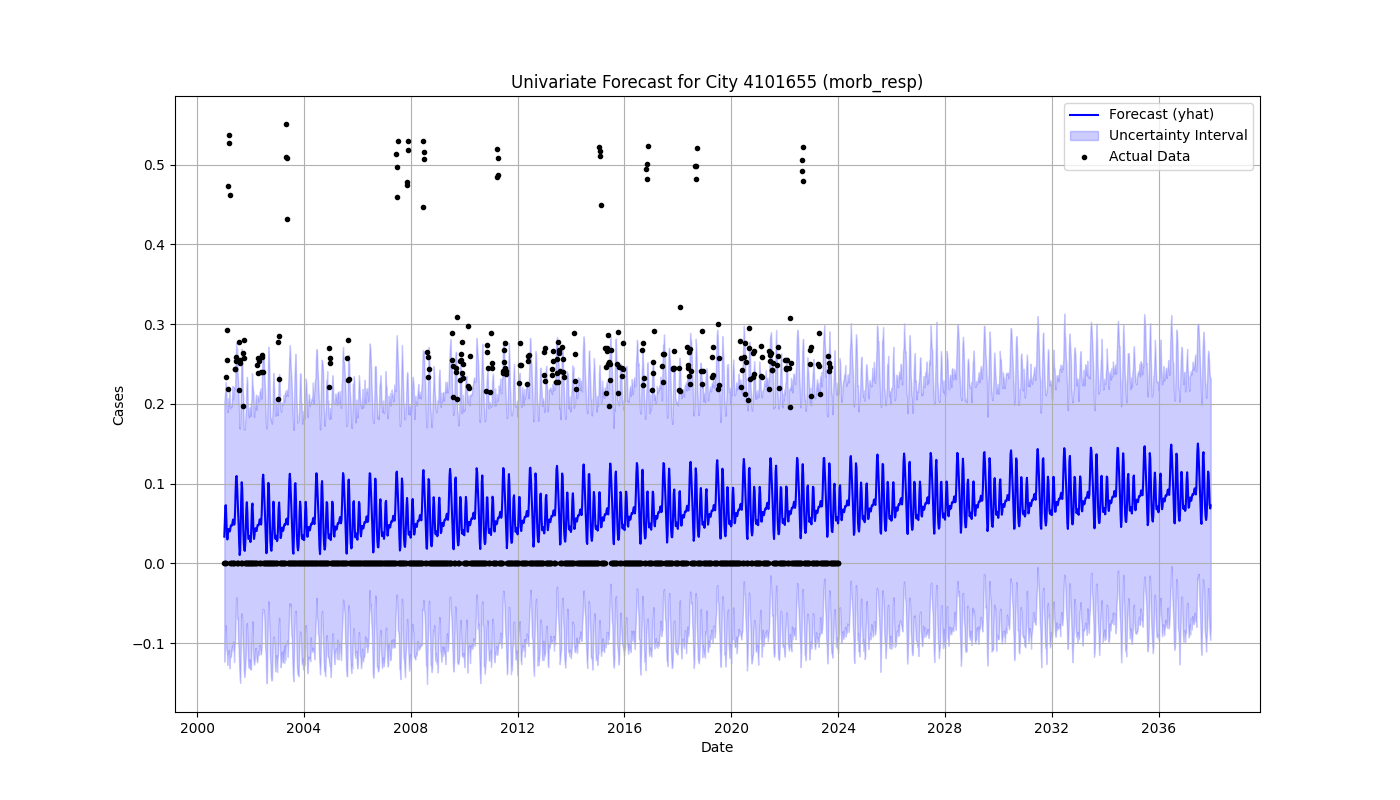 Univariate Forecast for City 4101655 (morb_resp)
Forecast (yhat)
Uncertainty Interval
Actual Data
Cases
0.5
0.4
0.3
0.2
0.1
0.0
−0.1
2000 2004 2008 2012 2016 2020 2024 2028 2032 2036
Date